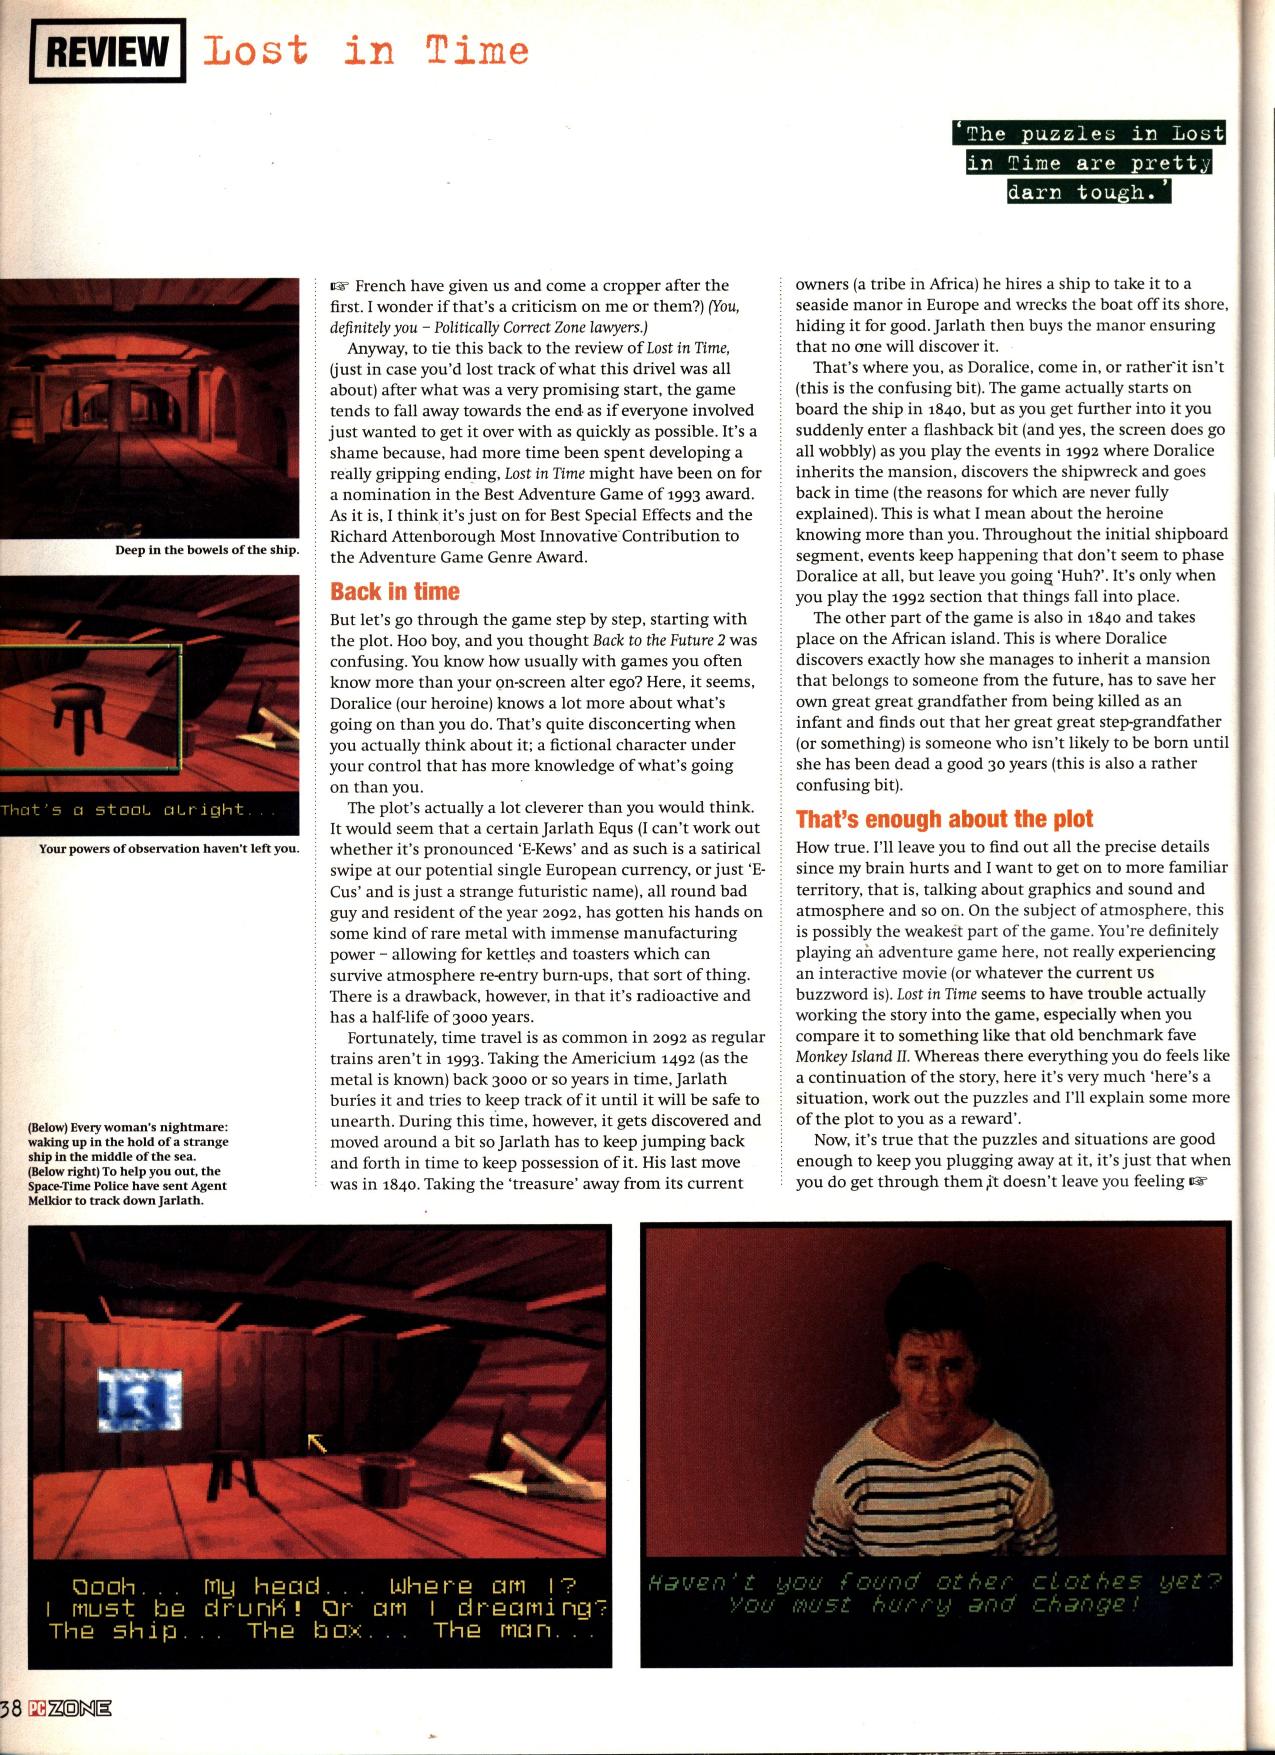 REVIEW Lost in Time
'The puzzles in Lost
in Time are pretty
darn tough.'
Deep in the bowels of the ship.
That's a stool alright...
Your powers of observation haven't left you.
(Below) Every woman's nightmare:
waking up in the hold of a strange
ship in the middle of the sea.
(Below right) To help you out, the
Space-Time Police have sent Agent
Melkior to track down Jarlath.
☞ French have given us and come a cropper after the
first. I wonder if that's a criticism on me or them?) (You,
definitely you – Politically Correct Zone lawyers.)
Anyway, to tie this back to the review of Lost in Time,
(just in case you'd lost track of what this drivel was all
about) after what was a very promising start, the game
tends to fall away towards the end as if everyone involved
just wanted to get it over with as quickly as possible. It's a
shame because, had more time been spent developing a
really gripping ending, Lost in Time might have been on for
a nomination in the Best Adventure Game of 1993 award.
As it is, I think it's just on for Best Special Effects and the
Richard Attenborough Most Innovative Contribution to
the Adventure Game Genre Award.
Back in time
But let's go through the game step by step, starting with
the plot. Hoo boy, and you thought Back to the Future 2 was
confusing. You know how usually with games you often
know more than your on-screen alter ego? Here, it seems,
Doralice (our heroine) knows a lot more about what's
going on than you do. That's quite disconcerting when
you actually think about it; a fictional character under
your control that has more knowledge of what's going
on than you.
The plot's actually a lot cleverer than you would think.
It would seem that a certain Jarlath Equs (I can't work out
whether it's pronounced 'E-Kews' and as such is a satirical
swipe at our potential single European currency, or just 'E-
Cus' and is just a strange futuristic name), all round bad
guy and resident of the year 2092, has gotten his hands on
some kind of rare metal with immense manufacturing
power – allowing for kettles and toasters which can
survive atmosphere re-entry burn-ups, that sort of thing.
There is a drawback, however, in that it's radioactive and
has a half-life of 3000 years.
Fortunately, time travel is as common in 2092 as regular
trains aren't in 1993. Taking the Americium 1492 (as the
metal is known) back 3000 or so years in time, Jarlath
buries it and tries to keep track of it until it will be safe to
unearth. During this time, however, it gets discovered and
moved around a bit so Jarlath has to keep jumping back
and forth in time to keep possession of it. His last move
was in 1840. Taking the 'treasure' away from its current
owners (a tribe in Africa) he hires a ship to take it to a
seaside manor in Europe and wrecks the boat off its shore,
hiding it for good. Jarlath then buys the manor ensuring
that no one will discover it.
That's where you, as Doralice, come in, or rather it isn't
(this is the confusing bit). The game actually starts on
board the ship in 1840, but as you get further into it you
suddenly enter a flashback bit (and yes, the screen does go
all wobbly) as you play the events in 1992 where Doralice
inherits the mansion, discovers the shipwreck and goes
back in time (the reasons for which are never fully
explained). This is what I mean about the heroine
knowing more than you. Throughout the initial shipboard
segment, events keep happening that don't seem to phase
Doralice at all, but leave you going 'Huh?'. It's only when
you play the 1992 section that things fall into place.
The other part of the game is also in 1840 and takes
place on the African island. This is where Doralice
discovers exactly how she manages to inherit a mansion
that belongs to someone from the future, has to save her
own great great grandfather from being killed as an
infant and finds out that her great great step-grandfather
(or something) is someone who isn't likely to be born until
she has been dead a good 30 years (this is also a rather
confusing bit).
That's enough about the plot
How true. I'll leave you to find out all the precise details
since my brain hurts and I want to get on to more familiar
territory, that is, talking about graphics and sound and
atmosphere and so on. On the subject of atmosphere, this
is possibly the weakest part of the game. You're definitely
playing an adventure game here, not really experiencing
an interactive movie (or whatever the current US
buzzword is). Lost in Time seems to have trouble actually
working the story into the game, especially when you
compare it to something like that old benchmark fave
Monkey Island II. Whereas there everything you do feels like
a continuation of the story, here it's very much 'here's a
situation, work out the puzzles and I'll explain some more
of the plot to you as a reward'.
Now, it's true that the puzzles and situations are good
enough to keep you plugging away at it, it's just that when
you do get through them it doesn't leave you feeling ☞
Oooh... My head... Where am I?
I must be drunk! Or am I dreaming?
The ship... The box... The man...
Haven't you found other clothes yet?
You must hurry and change!
38 PC ZONE